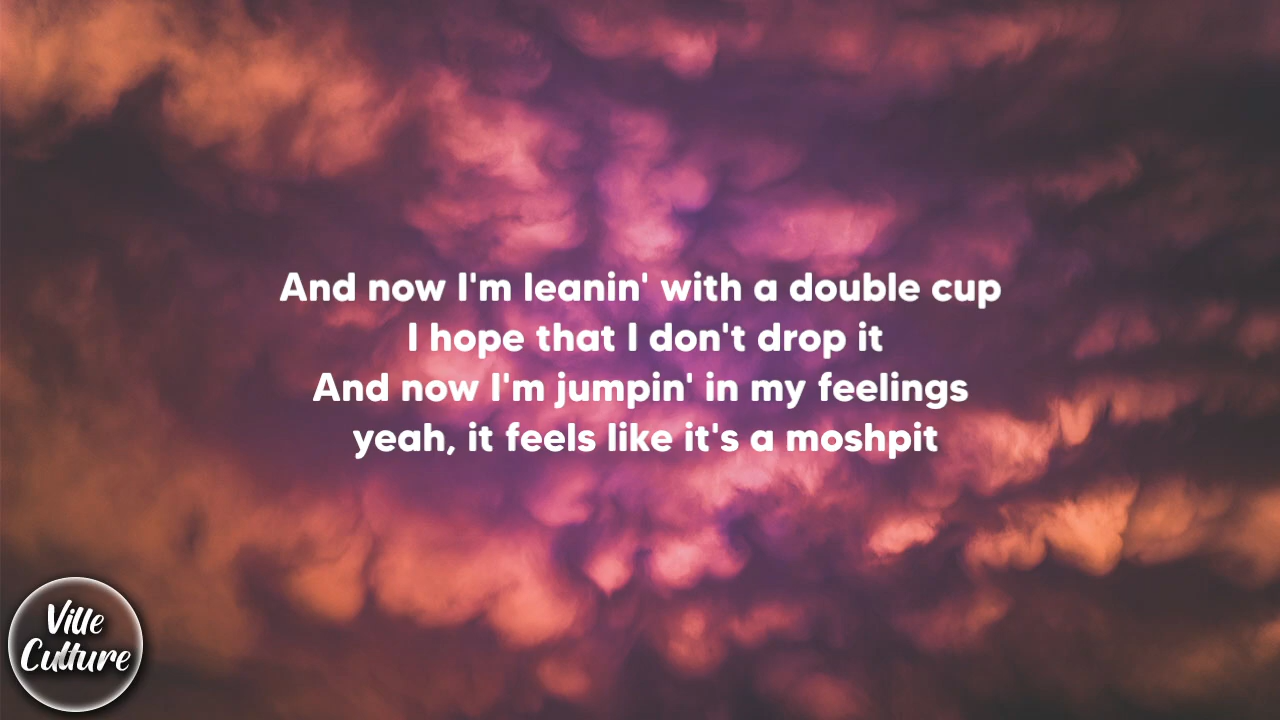 And now I'm leanin' with a double cup
I hope that I don't drop it
And now I'm jumpin' in my feelings
yeah, it feels like it's a moshpit
Ville
Culture